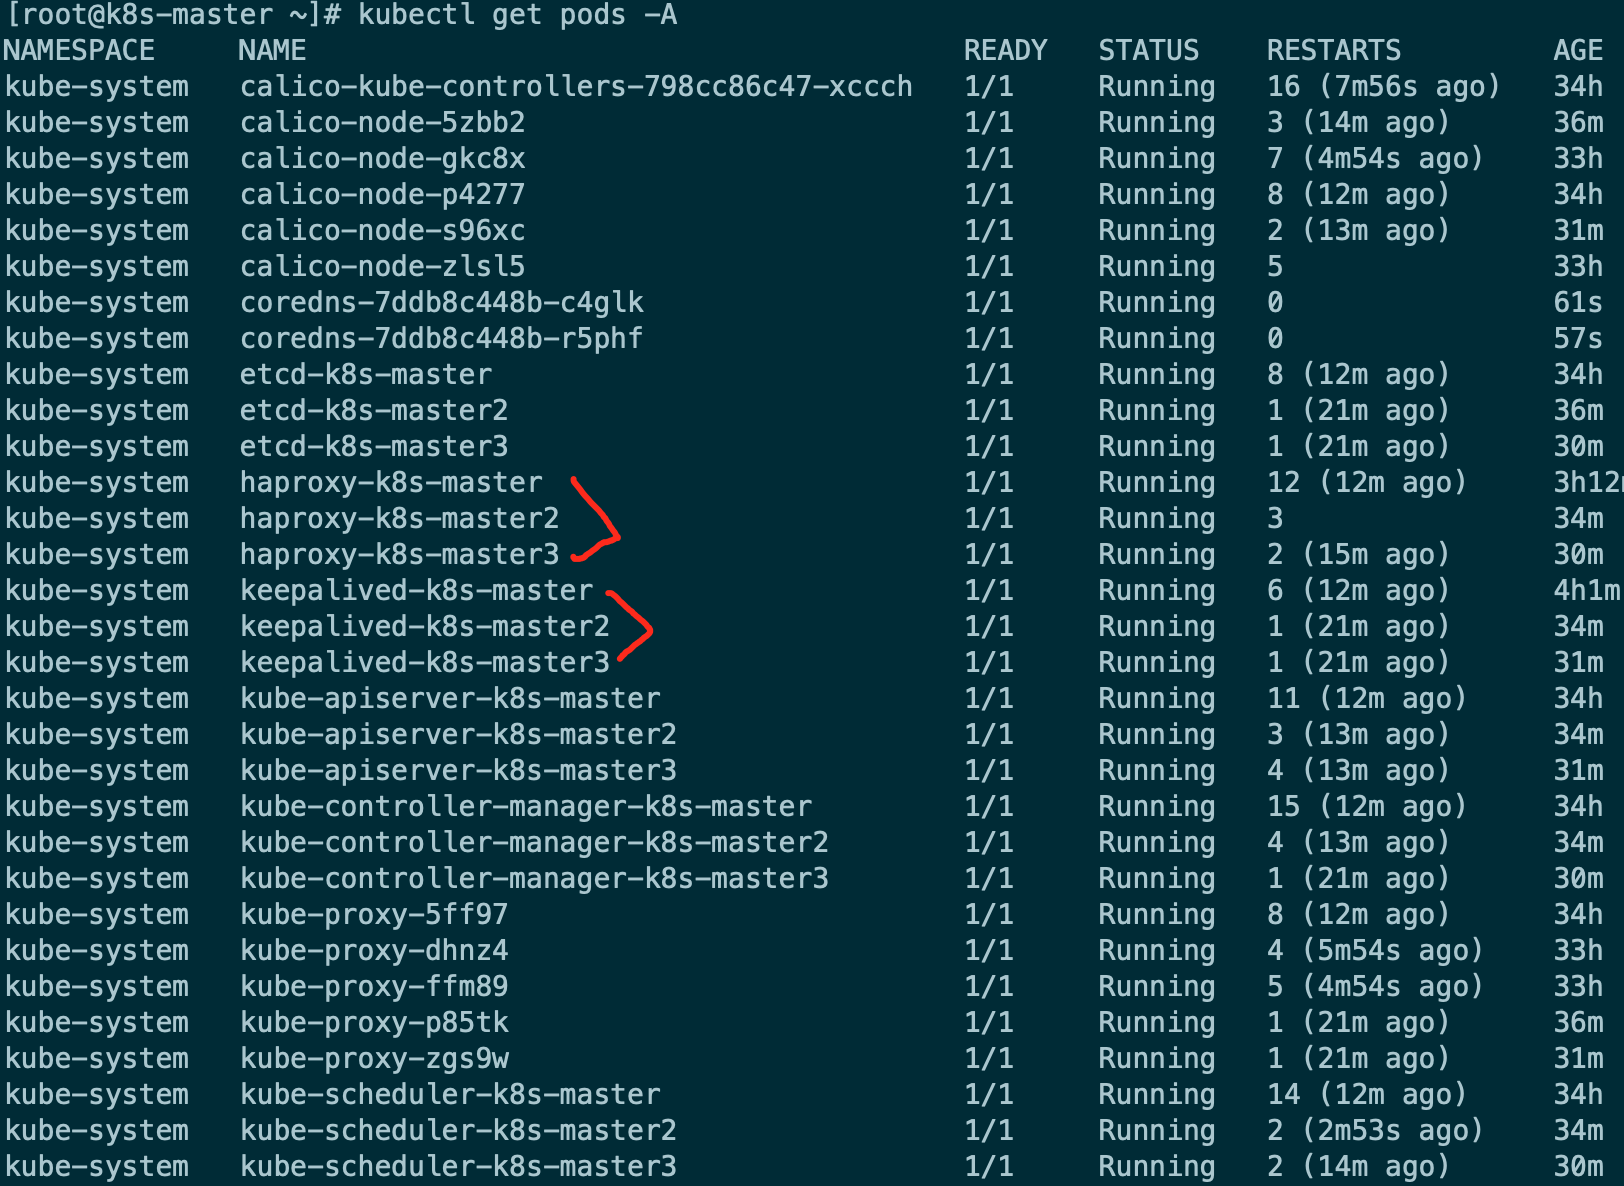 [root@k8s-master ~]# kubectl get pods -A
NAMESPACE NAME READY STATUS RESTARTS AGE
kube-system calico-kube-controllers-798cc86c47-xccch 1/1 Running 16 (7m56s ago) 34h
kube-system calico-node-5zbb2 1/1 Running 3 (14m ago) 36m
kube-system calico-node-gkc8x 1/1 Running 7 (4m54s ago) 33h
kube-system calico-node-p4277 1/1 Running 8 (12m ago) 34h
kube-system calico-node-s96xc 1/1 Running 2 (13m ago) 31m
kube-system calico-node-zlsl5 1/1 Running 5 33h
kube-system coredns-7ddb8c448b-c4glk 1/1 Running 0 61s
kube-system coredns-7ddb8c448b-r5phf 1/1 Running 0 57s
kube-system etcd-k8s-master 1/1 Running 8 (12m ago) 34h
kube-system etcd-k8s-master2 1/1 Running 1 (21m ago) 36m
kube-system etcd-k8s-master3 1/1 Running 1 (21m ago) 30m
kube-system haproxy-k8s-master 1/1 Running 12 (12m ago) 3h12m
kube-system haproxy-k8s-master2 1/1 Running 3 34m
kube-system haproxy-k8s-master3 1/1 Running 2 (15m ago) 30m
kube-system keepalived-k8s-master 1/1 Running 6 (12m ago) 4h1m
kube-system keepalived-k8s-master2 1/1 Running 1 (21m ago) 34m
kube-system keepalived-k8s-master3 1/1 Running 1 (21m ago) 31m
kube-system kube-apiserver-k8s-master 1/1 Running 11 (12m ago) 34h
kube-system kube-apiserver-k8s-master2 1/1 Running 3 (13m ago) 34m
kube-system kube-apiserver-k8s-master3 1/1 Running 4 (13m ago) 31m
kube-system kube-controller-manager-k8s-master 1/1 Running 15 (12m ago) 34h
kube-system kube-controller-manager-k8s-master2 1/1 Running 4 (13m ago) 34m
kube-system kube-controller-manager-k8s-master3 1/1 Running 1 (21m ago) 30m
kube-system kube-proxy-5ff97 1/1 Running 8 (12m ago) 34h
kube-system kube-proxy-dhnz4 1/1 Running 4 (5m54s ago) 33h
kube-system kube-proxy-ffm89 1/1 Running 5 (4m54s ago) 33h
kube-system kube-proxy-p85tk 1/1 Running 1 (21m ago) 36m
kube-system kube-proxy-zgs9w 1/1 Running 1 (21m ago) 31m
kube-system kube-scheduler-k8s-master 1/1 Running 14 (12m ago) 34h
kube-system kube-scheduler-k8s-master2 1/1 Running 2 (2m53s ago) 34m
kube-system kube-scheduler-k8s-master3 1/1 Running 2 (14m ago) 30m